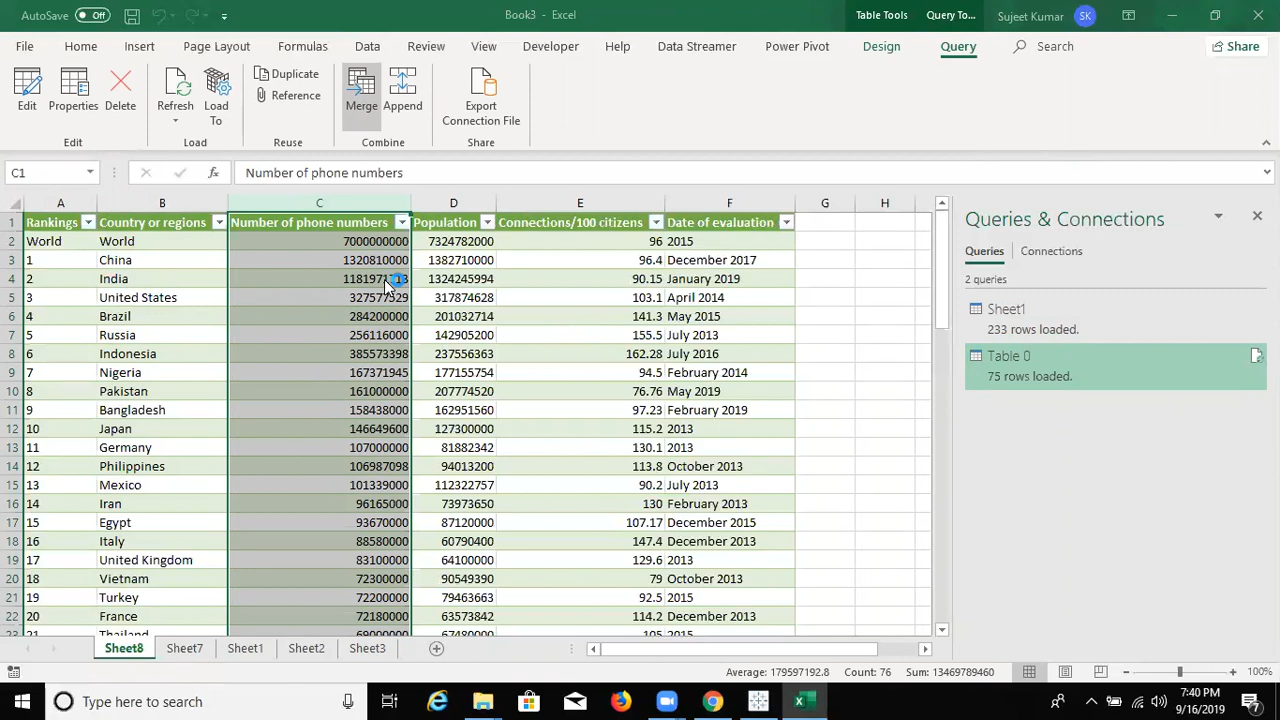 AutoSave Off Book3 - Excel Table Tools Query To... Sujeet Kumar SK
File Home Insert Page Layout Formulas Data Review View Developer Help Data Streamer Power Pivot Design Query Search Share
Edit Properties Delete Refresh Load To Duplicate Reference Merge Append Export Connection File
Edit Load Reuse Combine Share
C1 fx Number of phone numbers
A B C D E F G H
1 Rankings Country or regions Number of phone numbers Population Connections/100 citizens Date of evaluation
2 World World 7000000000 7324782000 96 2015
3 1 China 1320810000 1382710000 96.4 December 2017
4 2 India 1324245994 90.15 January 2019
5 3 United States 327577529 317874628 103.1 April 2014
6 4 Brazil 284200000 201032714 141.3 May 2015
7 5 Russia 256116000 142905200 155.5 July 2013
8 6 Indonesia 385573398 237556363 162.28 July 2016
9 7 Nigeria 167371945 177155754 94.5 February 2014
10 8 Pakistan 161000000 207774520 76.76 May 2019
11 9 Bangladesh 158438000 162951560 97.23 February 2019
12 10 Japan 146649600 127300000 115.2 2013
13 11 Germany 107000000 81882342 130.1 2013
14 12 Philippines 106987098 94013200 113.8 October 2013
15 13 Mexico 101339000 112322757 90.2 July 2013
16 14 Iran 96165000 73973650 130 February 2013
17 15 Egypt 93670000 87120000 107.17 December 2015
18 16 Italy 88580000 60790400 147.4 December 2013
19 17 United Kingdom 83100000 64100000 129.6 2013
20 18 Vietnam 72300000 90549390 79 October 2013
21 19 Turkey 72200000 79463663 92.5 2015
22 20 France 72180000 63573842 114.2 December 2013
23 21 Thailand 69000000 67480000 105 2015
Queries & Connections
Queries Connections
2 queries
Sheet1
233 rows loaded.
Table 0
75 rows loaded.
Sheet8 Sheet7 Sheet1 Sheet2 Sheet3
Average: 179597192.8 Count: 76 Sum: 13469789460 100%
Type here to search
7:40 PM
9/16/2019
7